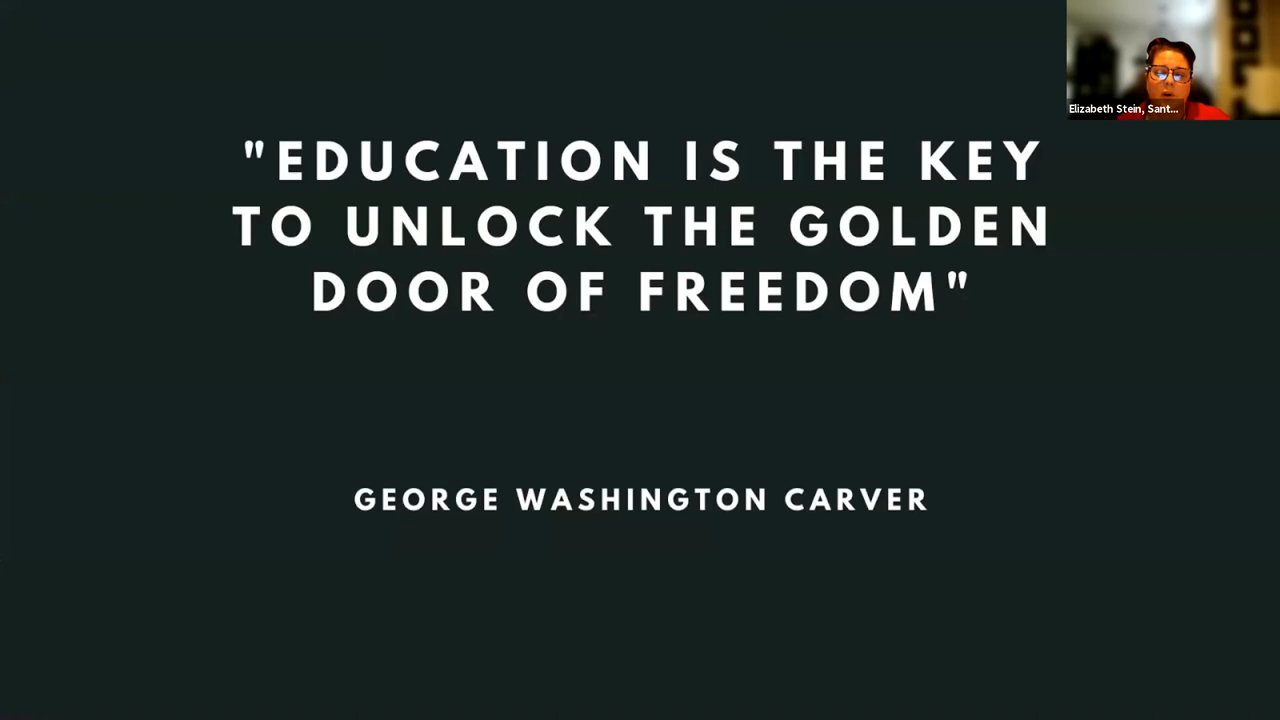 "EDUCATION IS THE KEY
TO UNLOCK THE GOLDEN
DOOR OF FREEDOM"
GEORGE WASHINGTON CARVER
Elizabeth Stein, Sant...